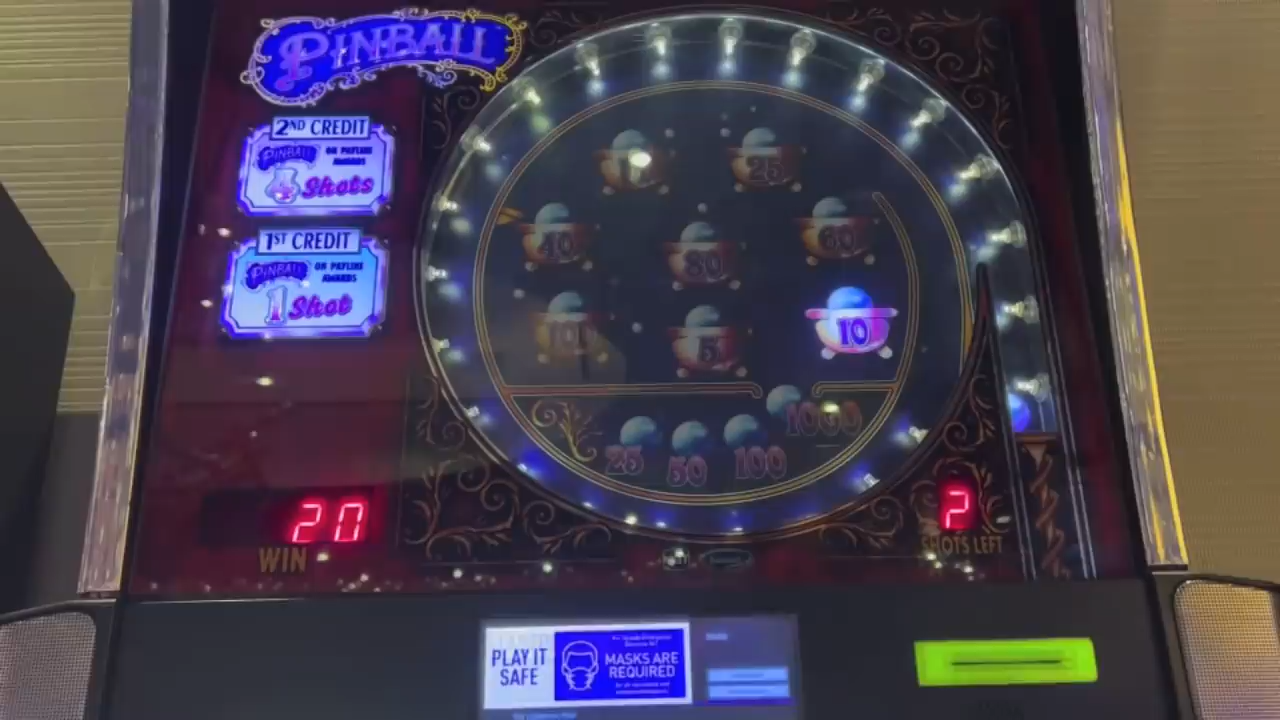 PINBALL
2ND CREDIT
PINBALL ON PAYLINE
AWARDS
4 Shots
1ST CREDIT
PINBALL ON PAYLINE
AWARDS
1 Shot
25
40
80
60
100
5
10
25
50
100
1000
20
WIN
2
SHOTS LEFT
PLAY IT
SAFE
MASKS ARE
REQUIRED